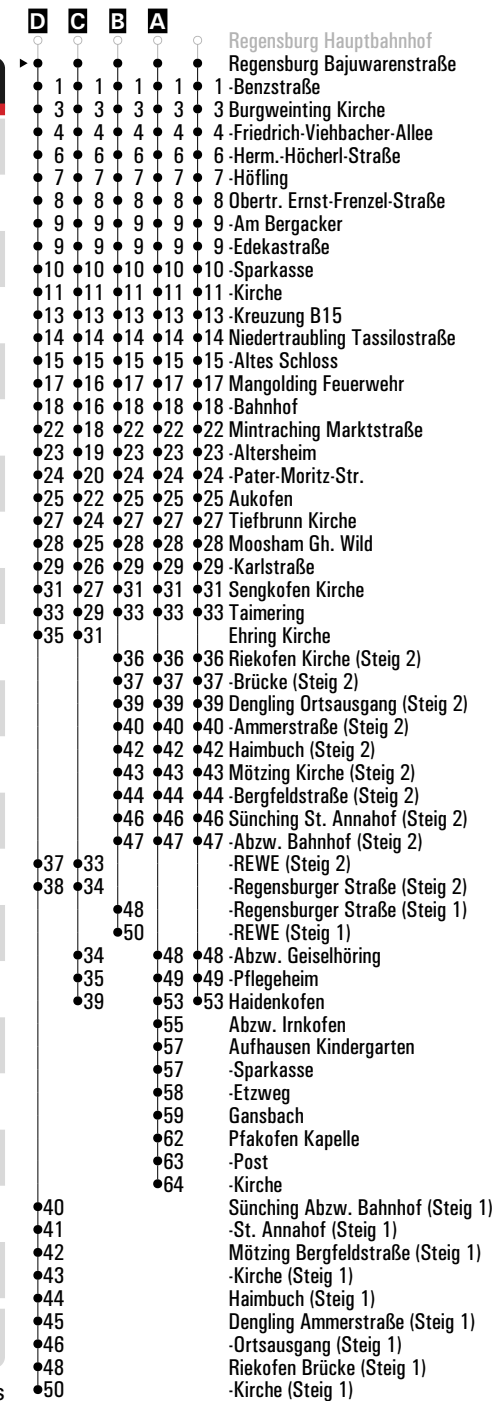 D C B A
Regensburg Hauptbahnhof
Regensburg Bajuwarenstraße
1 1 1 1 1 -Benzstraße
3 3 3 3 3 Burgweinting Kirche
4 4 4 4 4 -Friedrich-Viehbacher-Allee
6 6 6 6 6 -Herm.-Höcherl-Straße
7 7 7 7 7 -Höfling
8 8 8 8 8 Obertr. Ernst-Frenzel-Straße
9 9 9 9 9 -Am Bergacker
9 9 9 9 9 -Edekastraße
10 10 10 10 10 -Sparkasse
11 11 11 11 11 -Kirche
13 13 13 13 13 -Kreuzung B15
14 14 14 14 14 Niedertraubling Tassilostraße
15 15 15 15 15 -Altes Schloss
17 16 17 17 17 Mangolding Feuerwehr
18 16 18 18 18 -Bahnhof
22 18 22 22 22 Mintraching Marktstraße
23 19 23 23 23 -Altersheim
24 20 24 24 24 -Pater-Moritz-Str.
25 22 25 25 25 Aukofen
27 24 27 27 27 Tiefbrunn Kirche
28 25 28 28 28 Moosham Gh. Wild
29 26 29 29 29 -Karlstraße
31 27 31 31 31 Sengkofen Kirche
33 29 33 33 33 Taimering
35 31 Ehring Kirche
36 36 36 Riekofen Kirche (Steig 2)
37 37 37 -Brücke (Steig 2)
39 39 39 Dengling Ortsausgang (Steig 2)
40 40 40 -Ammerstraße (Steig 2)
42 42 42 Haimbuch (Steig 2)
43 43 43 Mötzing Kirche (Steig 2)
44 44 44 -Bergfeldstraße (Steig 2)
46 46 46 Sünching St. Annahof (Steig 2)
47 47 47 -Abzw. Bahnhof (Steig 2)
37 33 -REWE (Steig 2)
38 34 -Regensburger Straße (Steig 2)
48 -Regensburger Straße (Steig 1)
50 -REWE (Steig 1)
34 48 48 -Abzw. Geiselhöring
35 49 49 -Pflegeheim
39 53 53 Haidenkofen
55 Abzw. Irnkofen
57 Aufhausen Kindergarten
57 -Sparkasse
58 -Etzweg
59 Gansbach
62 Pfakofen Kapelle
63 -Post
64 -Kirche
40 Sünching Abzw. Bahnhof (Steig 1)
41 -St. Annahof (Steig 1)
42 Mötzing Bergfeldstraße (Steig 1)
43 -Kirche (Steig 1)
44 Haimbuch (Steig 1)
45 Dengling Ammerstraße (Steig 1)
46 -Ortsausgang (Steig 1)
48 Riekofen Brücke (Steig 1)
s 50 -Kirche (Steig 1)